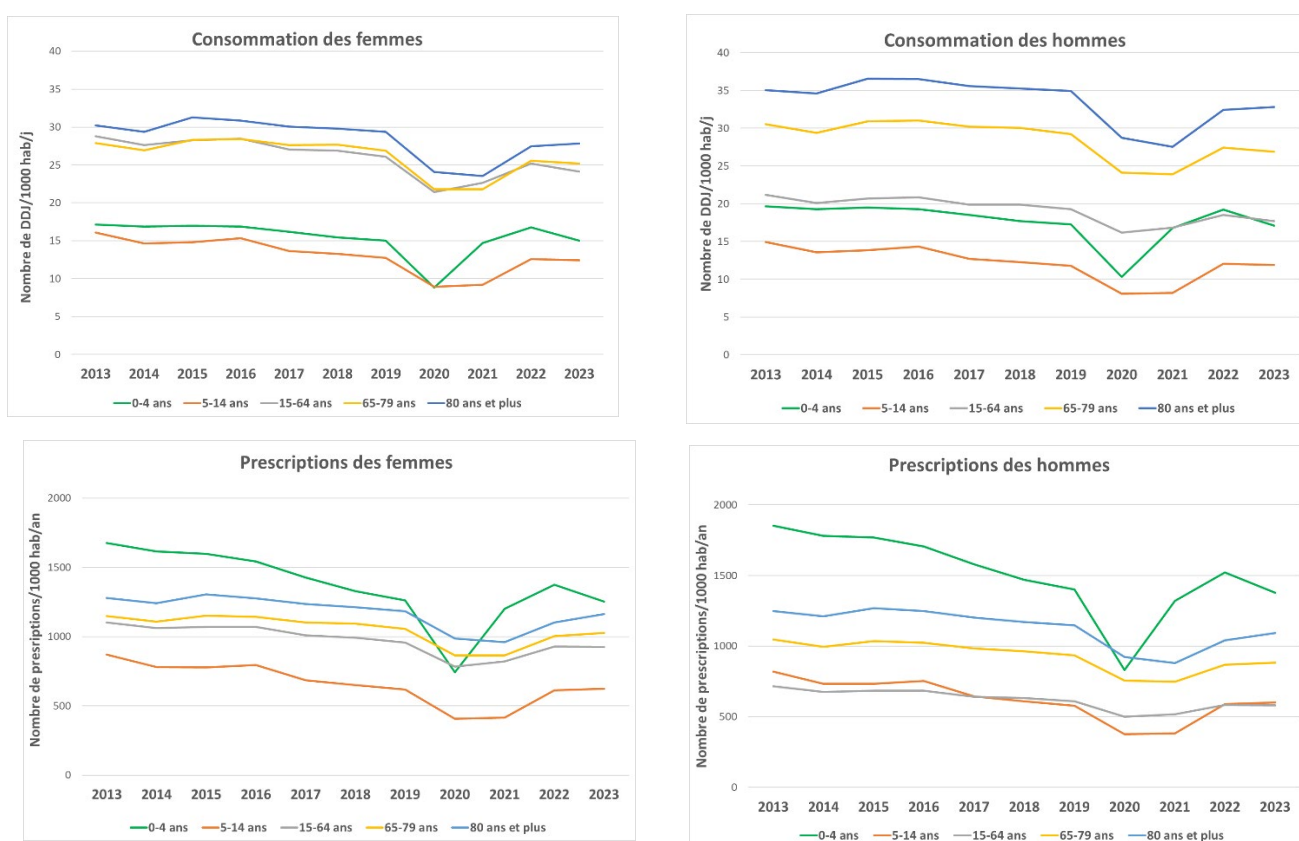 Consommation des femmes
Nombre de DDJ/1000 hab/j
40
35
30
25
20
15
10
5
0
2013 2014 2015 2016 2017 2018 2019 2020 2021 2022 2023
0-4 ans 5-14 ans 15-64 ans 65-79 ans 80 ans et plus
Consommation des hommes
Nombre de DDJ/1000 hab/j
40
35
30
25
20
15
10
5
0
2013 2014 2015 2016 2017 2018 2019 2020 2021 2022 2023
0-4 ans 5-14 ans 15-64 ans 65-79 ans 80 ans et plus
Prescriptions des femmes
Nombre de prescriptions/1000 hab/an
2000
1500
1000
500
0
2013 2014 2015 2016 2017 2018 2019 2020 2021 2022 2023
0-4 ans 5-14 ans 15-64 ans 65-79 ans 80 ans et plus
Prescriptions des hommes
Nombre de prescriptions/1000 hab/an
2000
1500
1000
500
0
2013 2014 2015 2016 2017 2018 2019 2020 2021 2022 2023
0-4 ans 5-14 ans 15-64 ans 65-79 ans 80 ans et plus